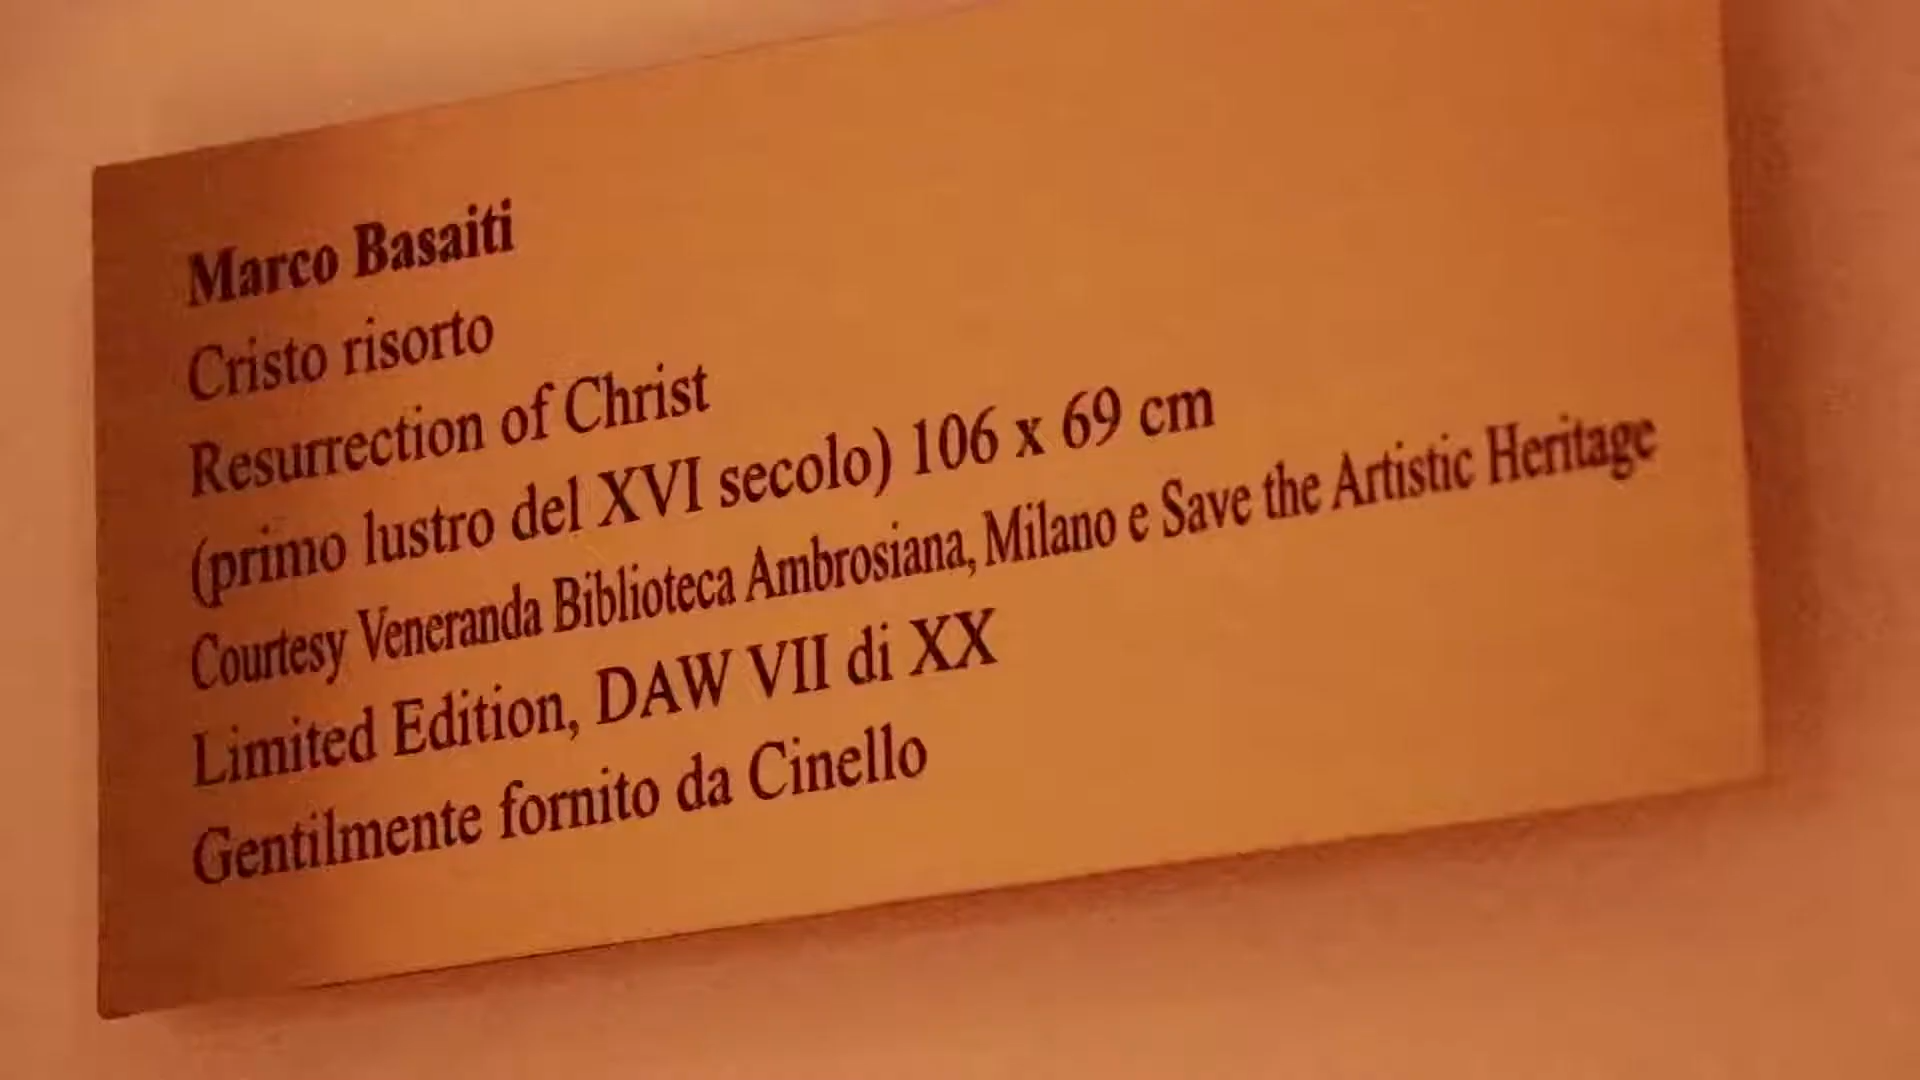 Marco Basaiti
Cristo risorto
Resurrection of Christ
(primo lustro del XVI secolo) 106 x 69 cm
Courtesy Veneranda Biblioteca Ambrosiana, Milano e Save the Artistic Heritage
Limited Edition, DAW VII di XX
Gentilmente fornito da Cinello